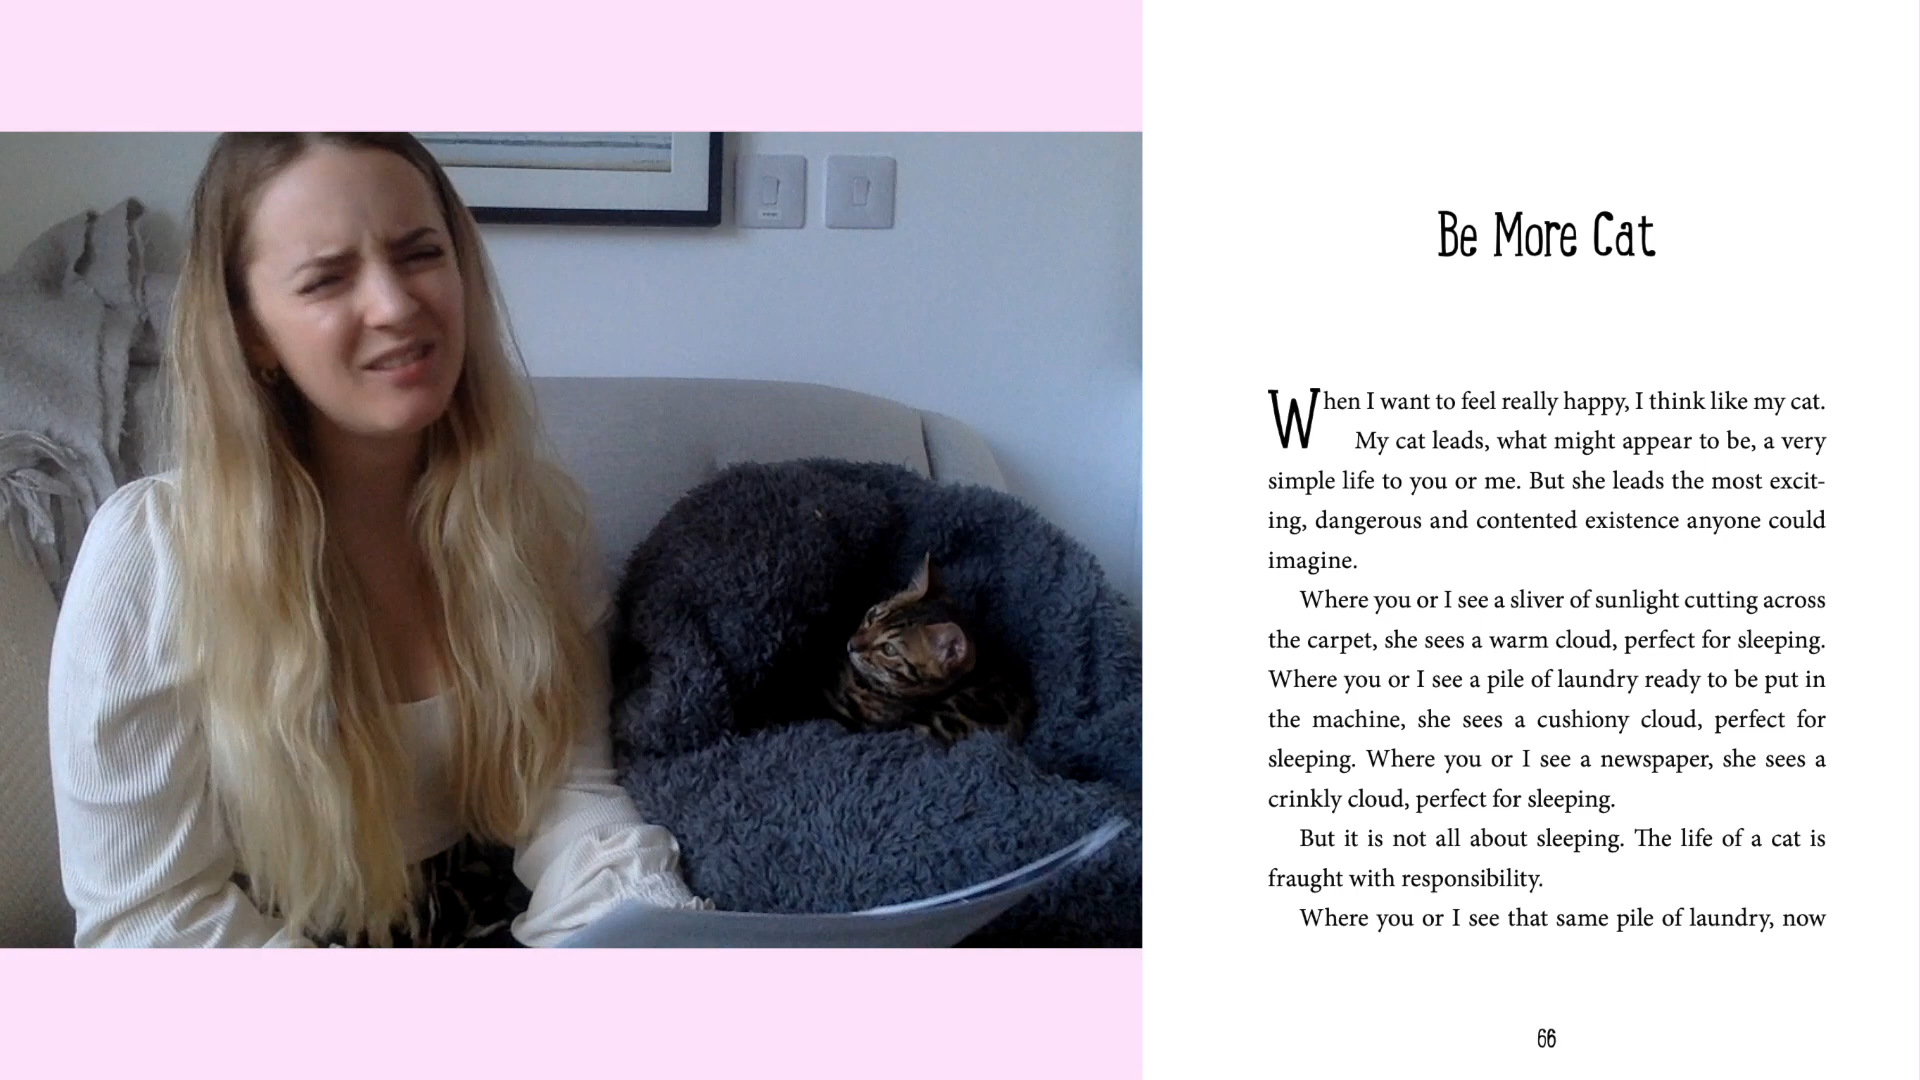 Be More Cat
When I want to feel really happy, I think like my cat.
My cat leads, what might appear to be, a very
simple life to you or me. But she leads the most excit-
ing, dangerous and contented existence anyone could
imagine.
Where you or I see a sliver of sunlight cutting across
the carpet, she sees a warm cloud, perfect for sleeping.
Where you or I see a pile of laundry ready to be put in
the machine, she sees a cushiony cloud, perfect for
sleeping. Where you or I see a newspaper, she sees a
crinkly cloud, perfect for sleeping.
But it is not all about sleeping. The life of a cat is
fraught with responsibility.
Where you or I see that same pile of laundry, now
66